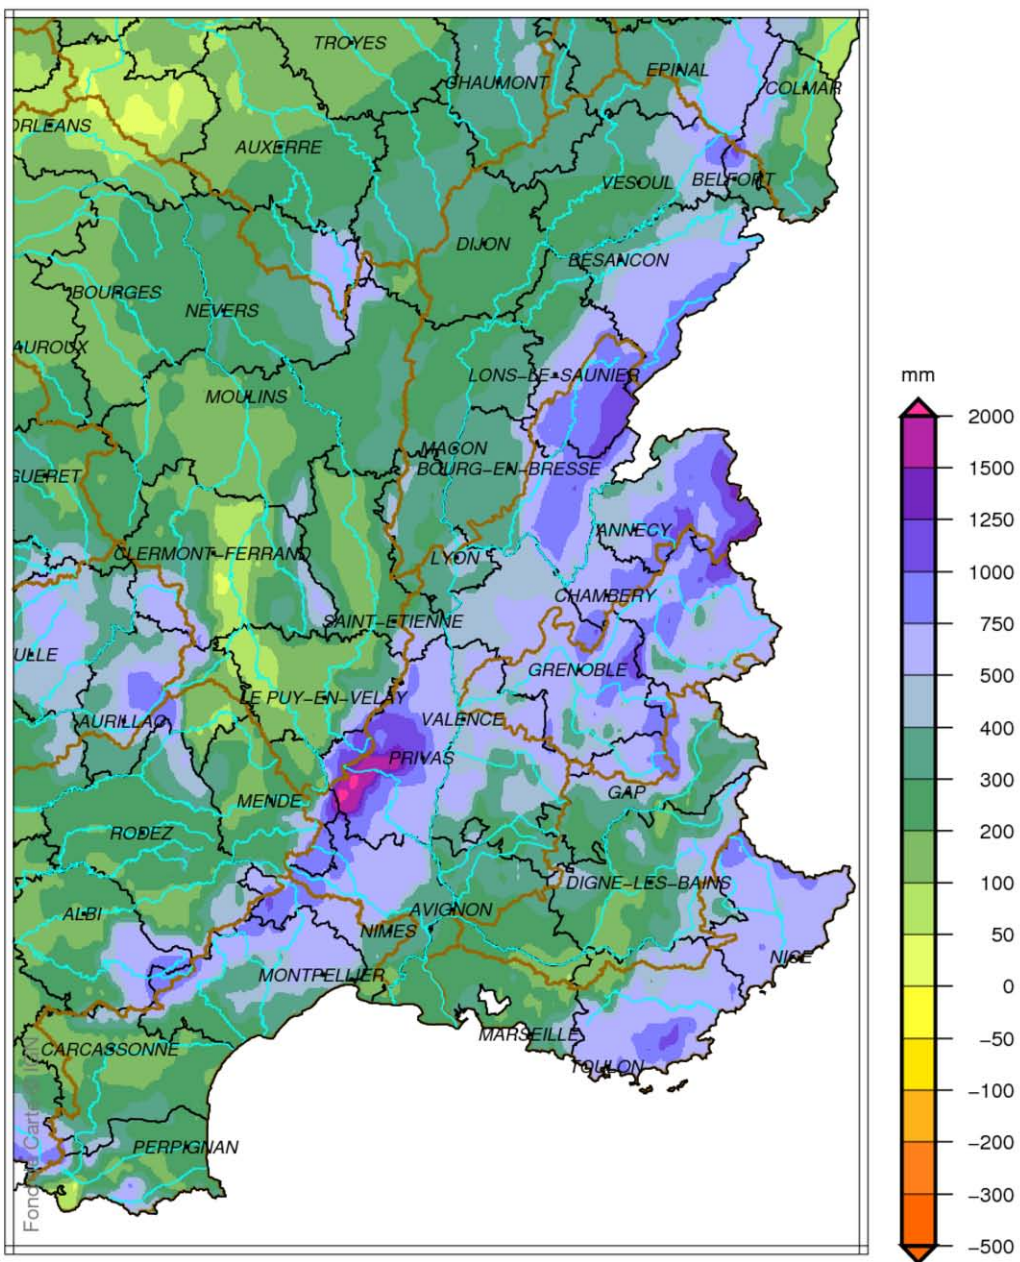 TROYES
EPINAL
CHAUMONT
COLMAR
ORLEANS
AUXERRE
VESOUL
BELFORT
DIJON
BESANCON
BOURGES
NEVERS
AUROUX
LONS-LE-SAUNIER
MOULINS
MACON
BOURG-EN-BRESSE
GUERET
ANNECY
CLERMONT-FERRAND
LYON
CHAMBERY
SAINT-ETIENNE
ULLE
GRENOBLE
LE PUY-EN-VELAY
AURILLAC
VALENCE
PRIVAS
GAP
MENDE
RODEZ
DIGNE-LES-BAINS
ALBI
AVIGNON
NIMES
NICE
MONTPELLIER
MARSEILLE
CARCASSONNE
TOULON
PERPIGNAN
mm
2000
1500
1250
1000
750
500
400
300
200
100
50
0
-50
-100
-200
-300
-500